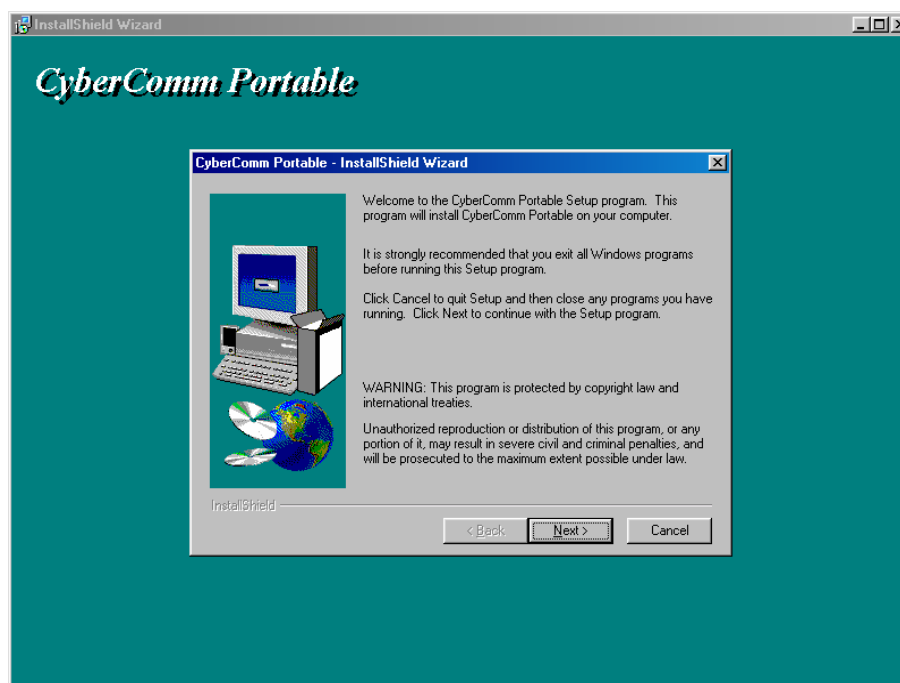 InstallShield Wizard
CyberComm Portable
CyberComm Portable - InstallShield Wizard
Welcome to the CyberComm Portable Setup program. This
program will install CyberComm Portable on your computer.
It is strongly recommended that you exit all Windows programs
before running this Setup program.
Click Cancel to quit Setup and then close any programs you have
running. Click Next to continue with the Setup program.
WARNING: This program is protected by copyright law and
international treaties.
Unauthorized reproduction or distribution of this program, or any
portion of it, may result in severe civil and criminal penalties, and
will be prosecuted to the maximum extent possible under law.
InstallShield
< Back Next > Cancel